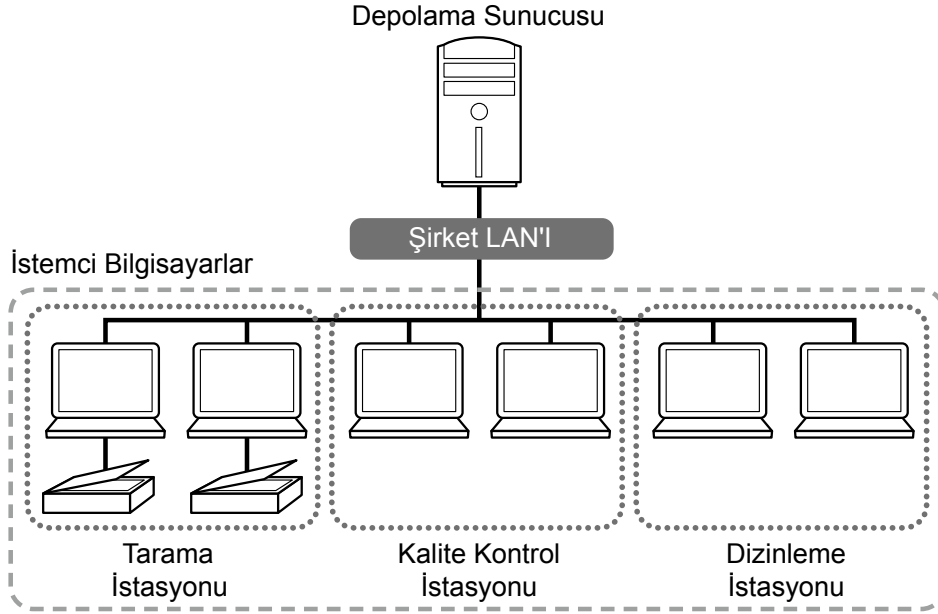 Depolama Sunucusu
Şirket LAN'I
İstemci Bilgisayarlar
Tarama
İstasyonu
Kalite Kontrol
İstasyonu
Dizinleme
İstasyonu